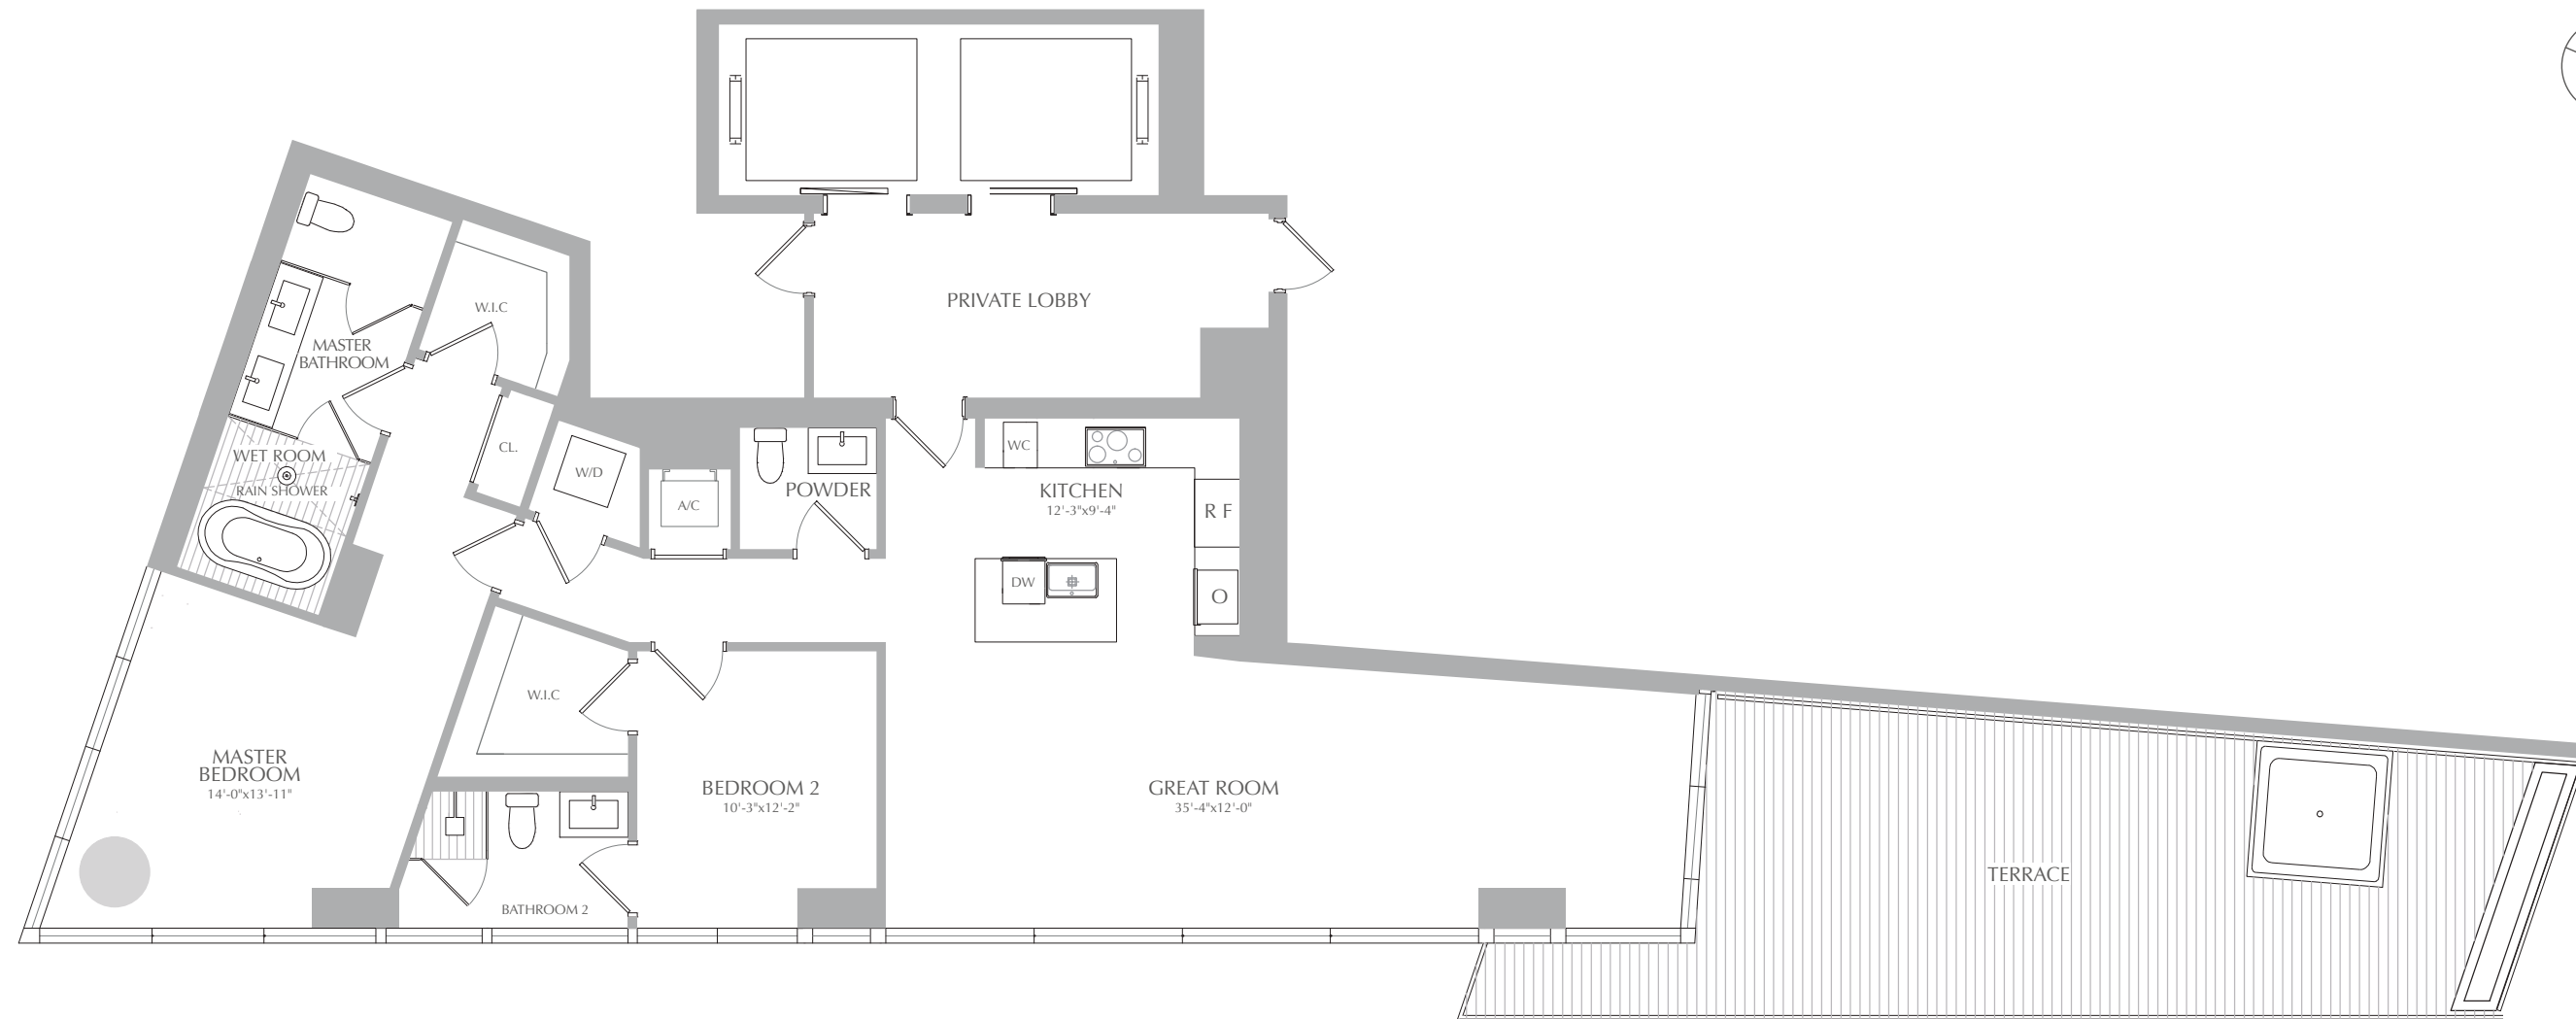 PRIVATE LOBBY
W.I.C
MASTER
BATHROOM
CL.
WET ROOM
RAIN SHOWER
W/D
A/C
POWDER
WC
KITCHEN
12'-3"x9'-4"
R F
DW
O
W.I.C
MASTER
BEDROOM
14'-0"x13'-11"
BEDROOM 2
10'-3"x12'-2"
GREAT ROOM
35'-4"x12'-0"
TERRACE
BATHROOM 2